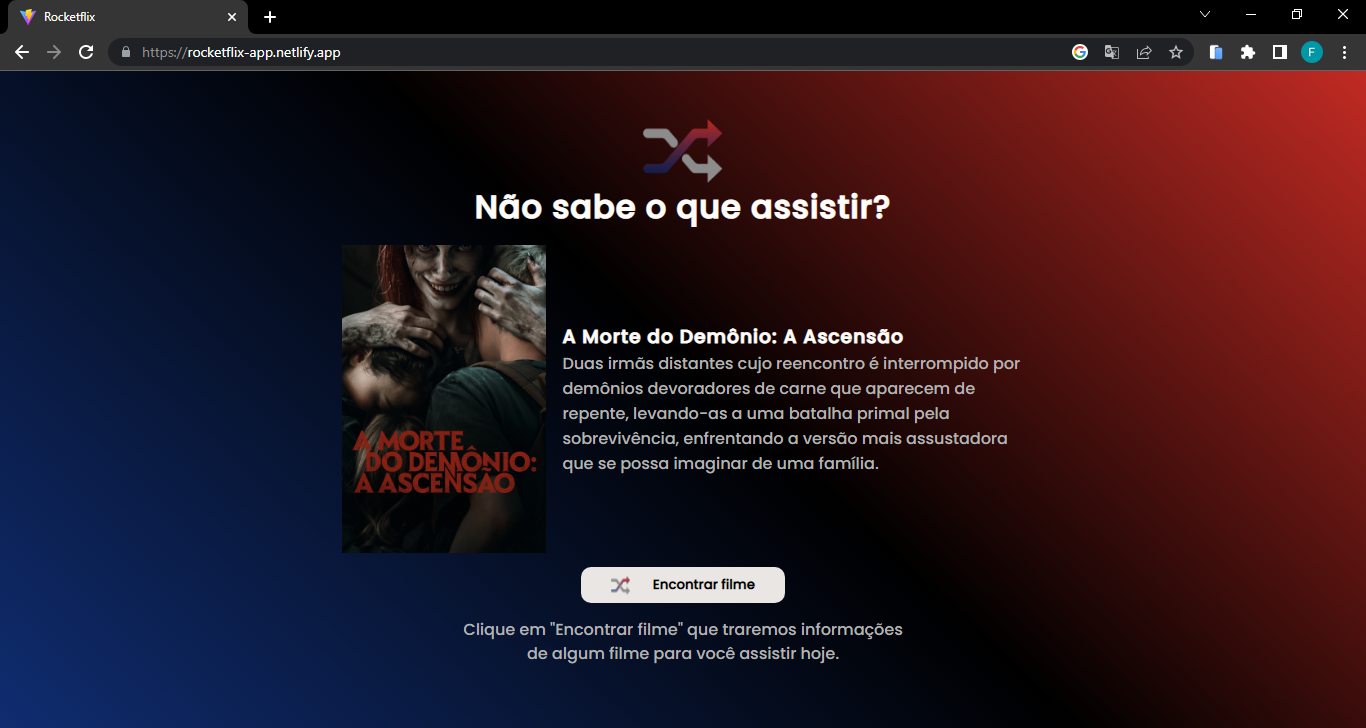 Rocketflix
https://rocketflix-app.netlify.app
F
Não sabe o que assistir?
A MORTE
DO DEMÔNIO:
A ASCENSÃO
A Morte do Demônio: A Ascensão
Duas irmãs distantes cujo reencontro é interrompido por
demônios devoradores de carne que aparecem de
repente, levando-as a uma batalha primal pela
sobrevivência, enfrentando a versão mais assustadora
que se possa imaginar de uma família.
Encontrar filme
Clique em "Encontrar filme" que traremos informações
de algum filme para você assistir hoje.